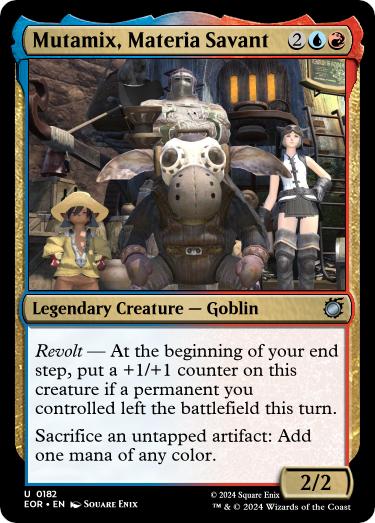 Mutamix, Materia Savant 2
Legendary Creature — Goblin
Revolt — At the beginning of your end
step, put a +1/+1 counter on this
creature if a permanent you
controlled left the battlefield this turn.
Sacrifice an untapped artifact: Add
one mana of any color.
2/2
U 0182
EOR • EN SQUARE ENIX
© 2024 Square Enix
™ & © 2024 Wizards of the Coast